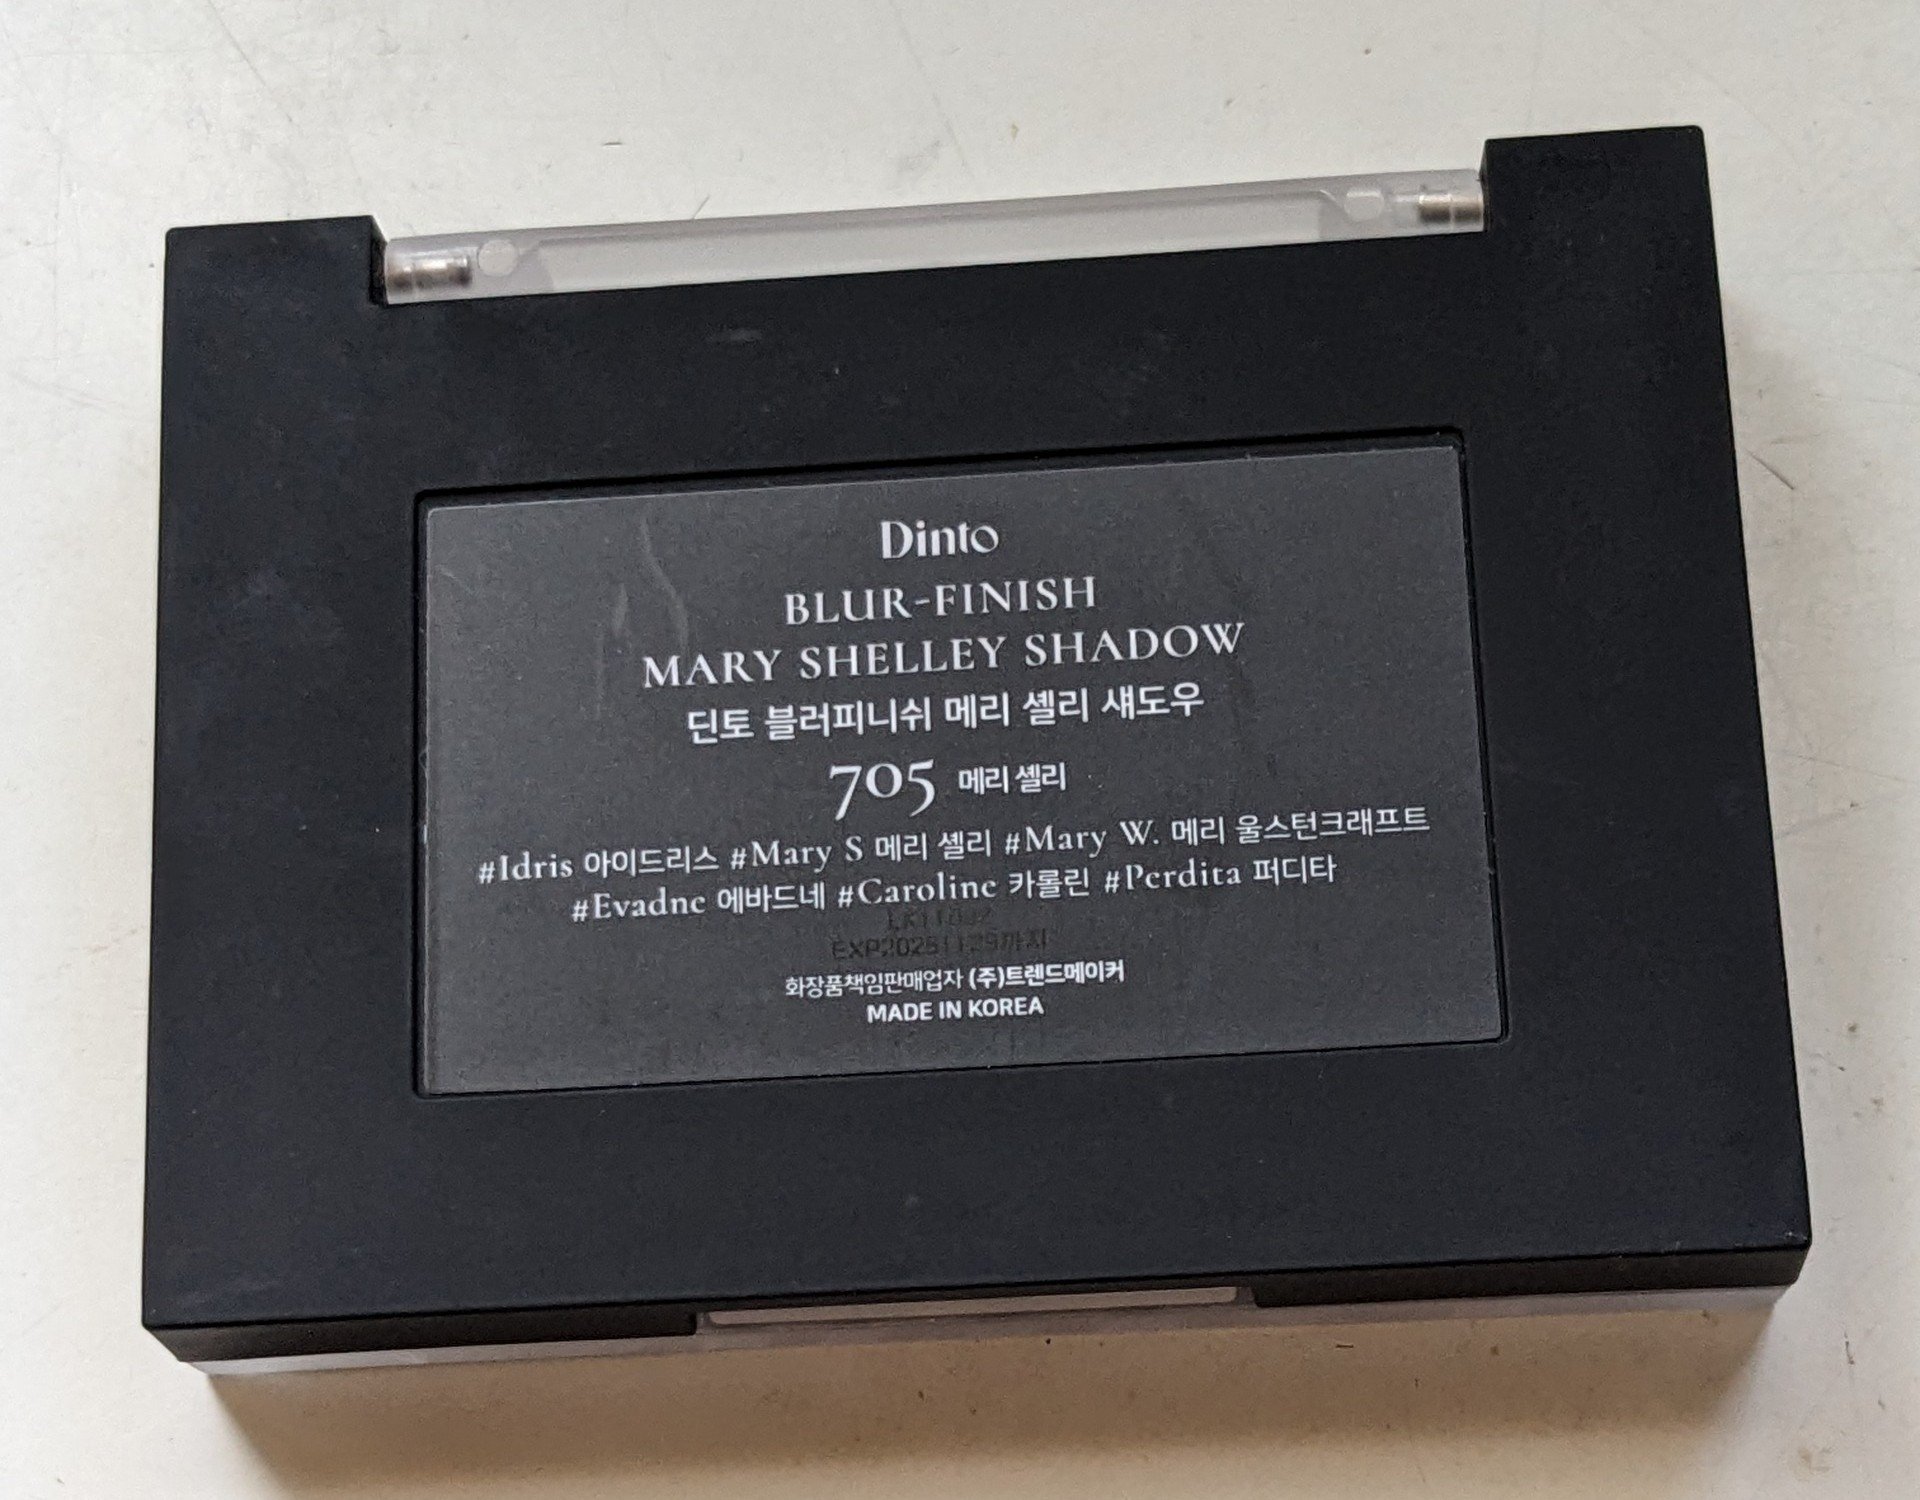 Dinto
BLUR-FINISH
MARY SHELLEY SHADOW
딘토 블러피니쉬 메리 셸리 섀도우
705 메리 셸리
#Idris 아이드리스 #Mary S 메리 셸리 #Mary W. 메리 울스턴크래프트
#Evadne 에바드네 #Caroline 카롤린 #Perdita 퍼디타
화장품책임판매업자 (주)트렌드메이커
MADE IN KOREA